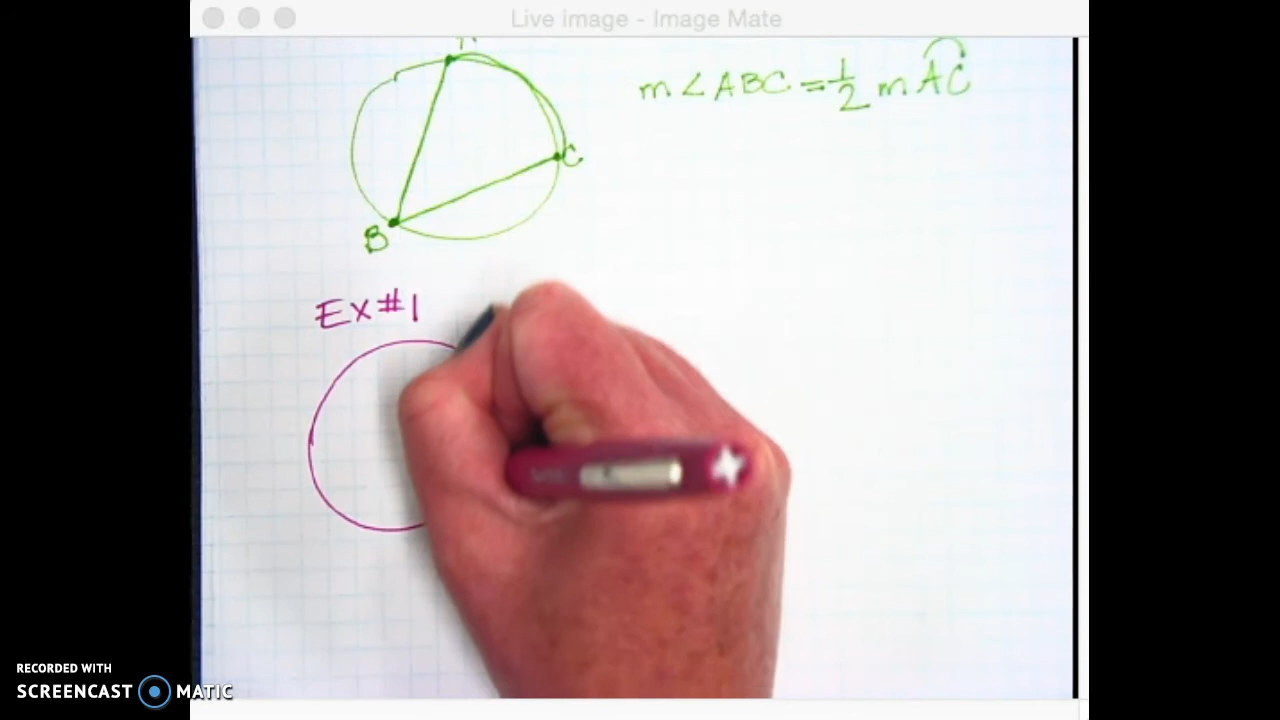 Live image - Image Mate
m∠ABC = 1/2 mAC
C
B
Ex#1
RECORDED WITH
SCREENCAST MATIC